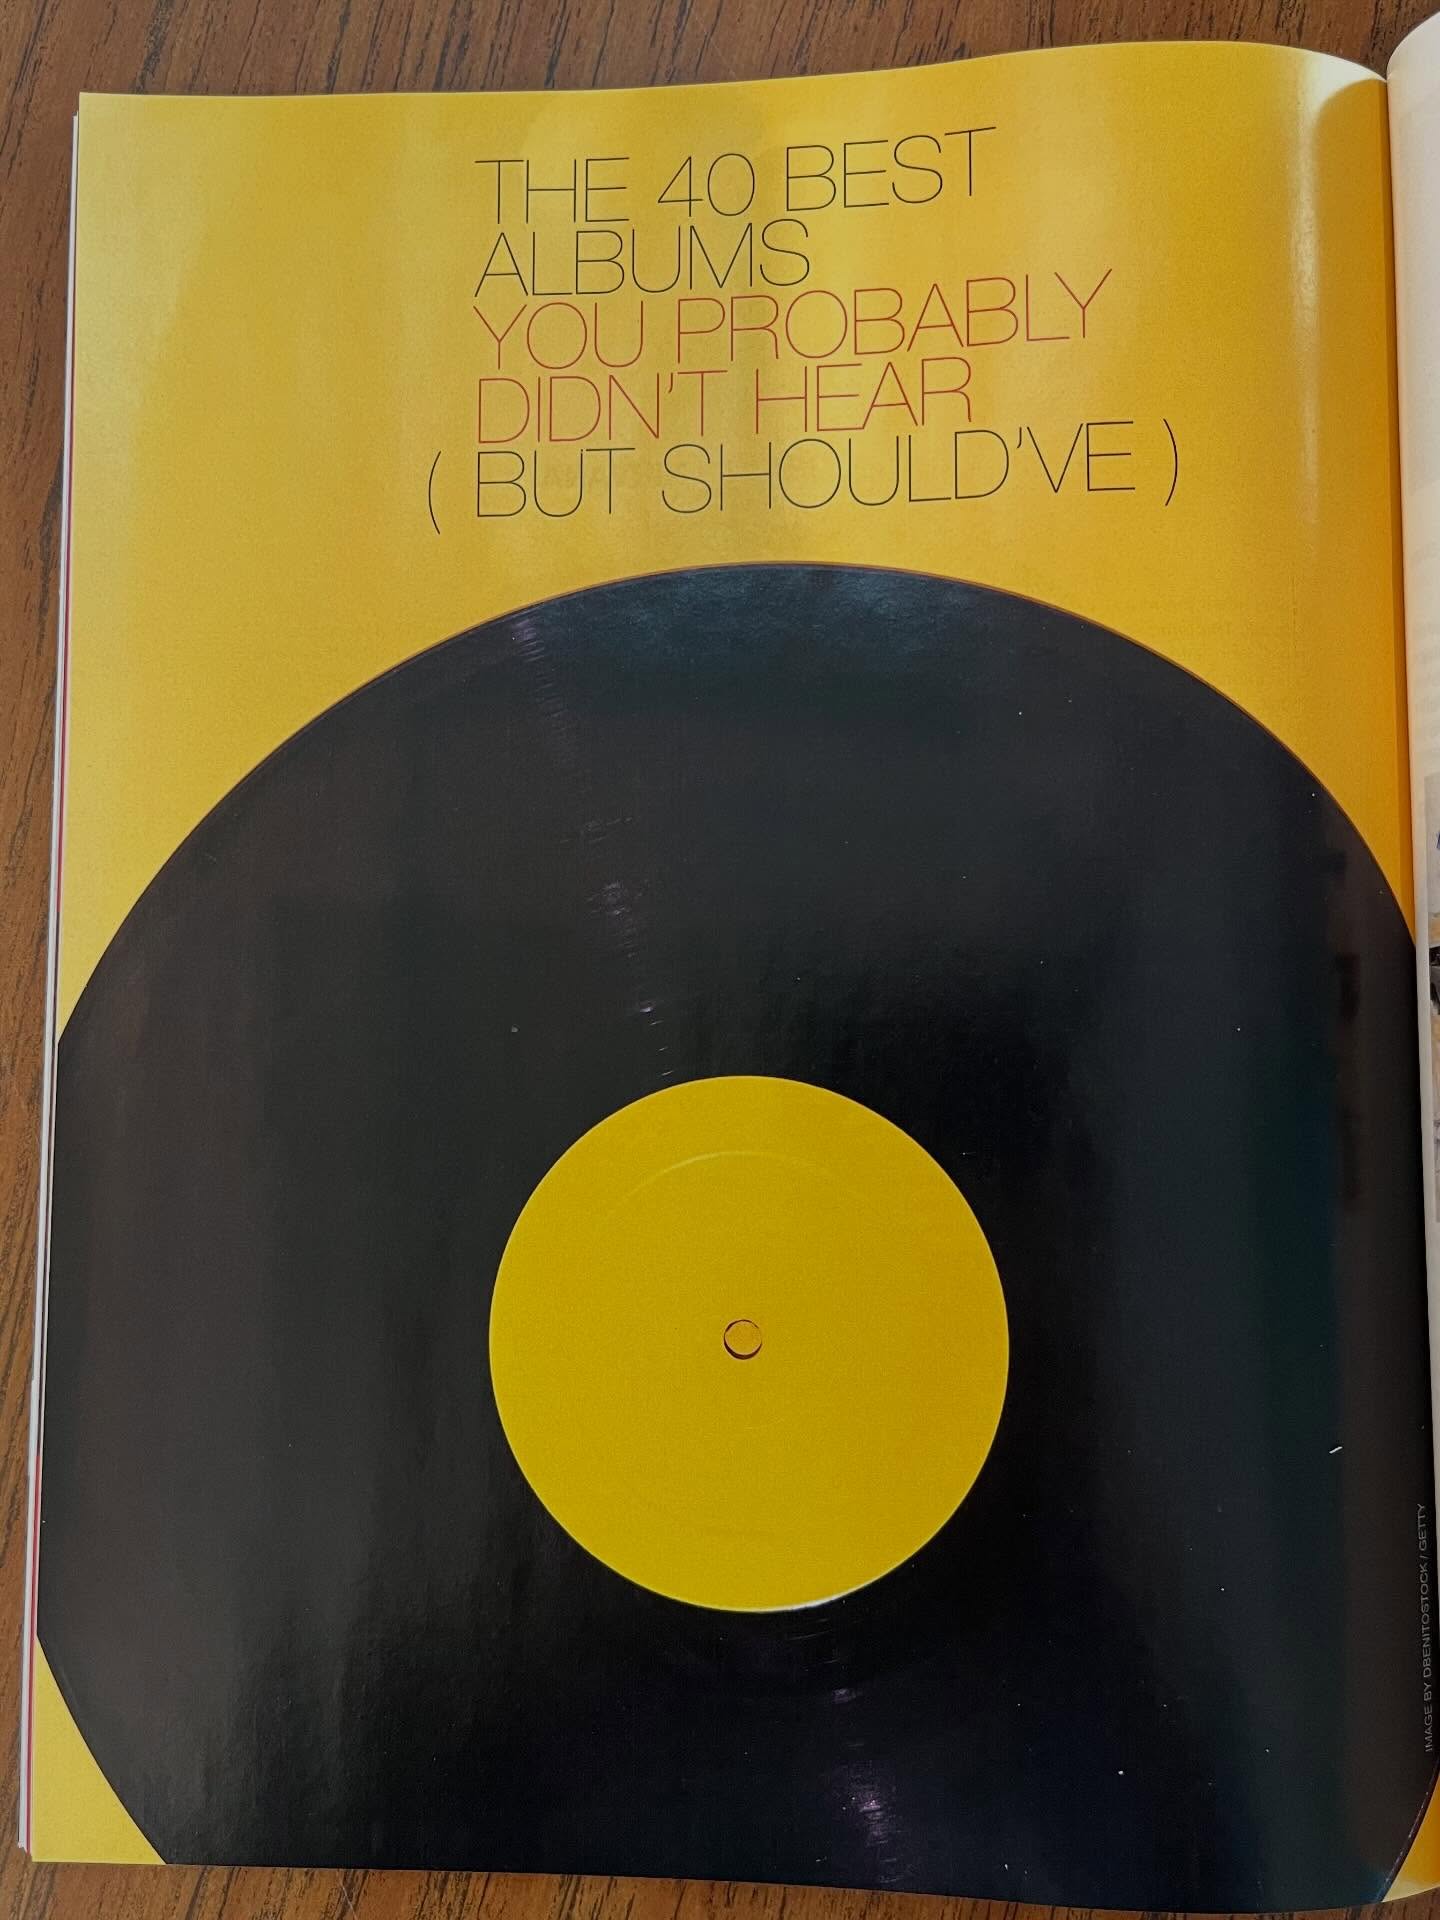 THE 40 BEST
ALBUMS
YOU PROBABLY
DIDN'T HEAR
( BUT SHOULD'VE )
IMAGE BY DBENITOSTOCK / GETTY